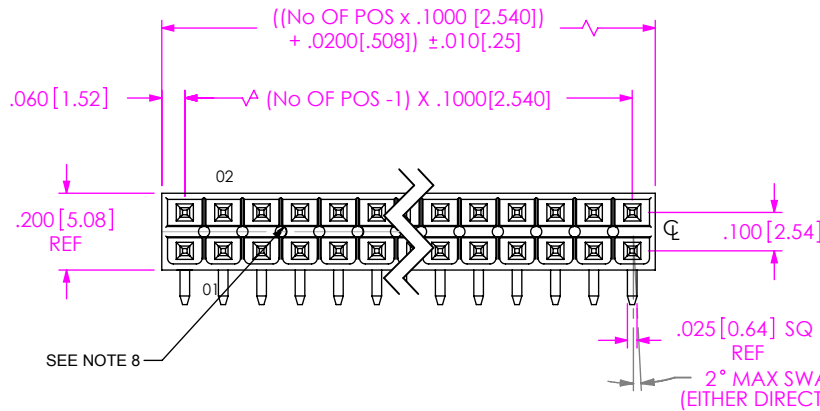 ((No OF POS x .1000 [2.540])
+ .0200[.508]) ±.010[.25]
.060[1.52]
(No OF POS -1) X .1000[2.540]
02
.200[5.08]
REF
℄
.100[2.54]
01
.025[0.64] SQ
REF
SEE NOTE 8
2° MAX
(EITHER